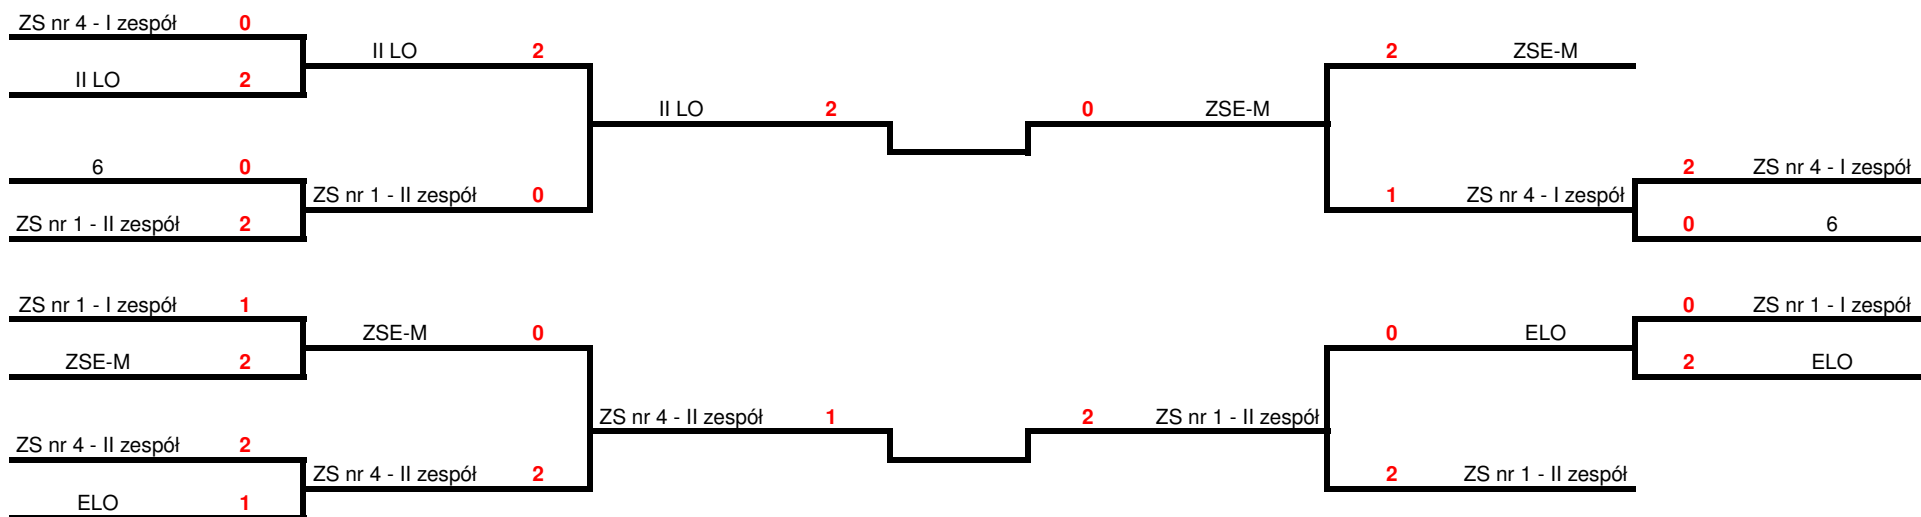 ZS nr 4 - I zespół 0
II LO 2 2 ZSE-M
II LO 2
II LO 2 0 ZSE-M
6 0 2 ZS nr 4 - I zespół
ZS nr 1 - II zespół 0 1 ZS nr 4 - I zespół
ZS nr 1 - II zespół 2 0 6
ZS nr 1 - I zespół 1 0 ZS nr 1 - I zespół
ZSE-M 0 0 ELO
ZSE-M 2 2 ELO
ZS nr 4 - II zespół 1 2 ZS nr 1 - II zespół
ZS nr 4 - II zespół 2
ZS nr 4 - II zespół 2 2 ZS nr 1 - II zespół
ELO 1